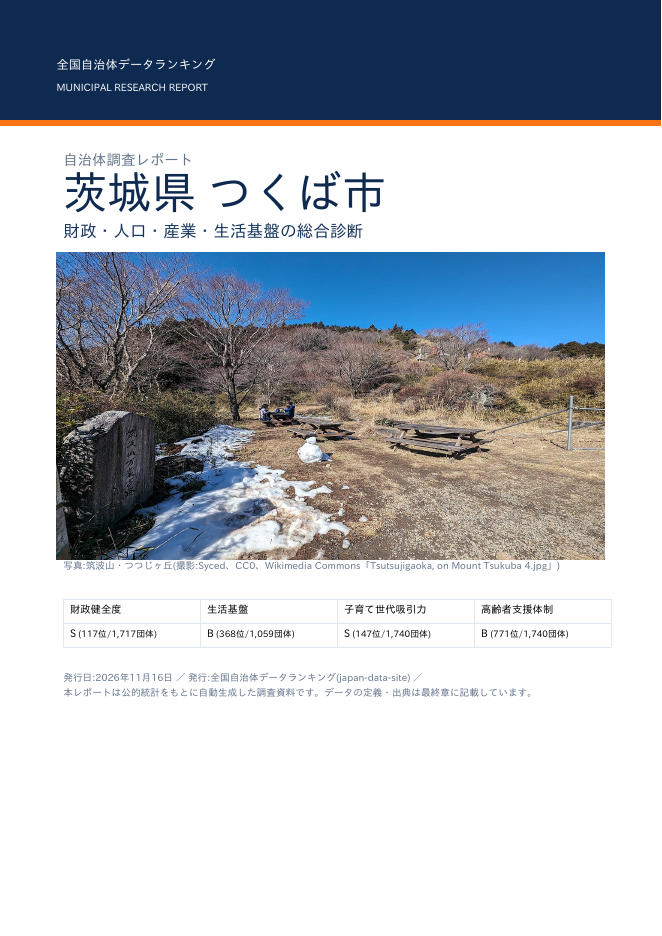 全国自治体データランキング
MUNICIPAL RESEARCH REPORT
自治体調査レポート
茨城県 つくば市
財政・人口・産業・生活基盤の総合診断
写真:筑波山・つつじヶ丘(撮影:Syced、CC0、Wikimedia Commons「Tsutsujigaoka, on Mount Tsukuba 4.jpg」)
財政健全度 生活基盤 子育て世代吸引力 高齢者支援体制
S (117位/1,717団体) B (368位/1,059団体) S (147位/1,740団体) B (771位/1,740団体)
発行日:2026年11月16日 ／ 発行:全国自治体データランキング(japan-data-site) ／
本レポートは公的統計をもとに自動生成した調査資料です。データの定義・出典は最終章に記載しています。